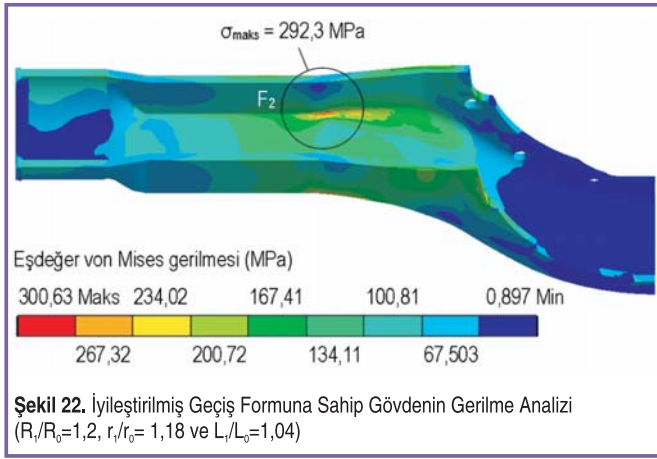 σmaks = 292,3 MPa
F2
Eşdeğer von Mises gerilmesi (MPa)
300,63 Maks 234,02 167,41 100,81 0,897 Min
267,32 200,72 134,11 67,503
Şekil 22. İyileştirilmiş Geçiş Formuna Sahip Gövdenin Gerilme Analizi
(R₁/R₀=1,2, r₁/r₀= 1,18 ve L₁/L₀=1,04)